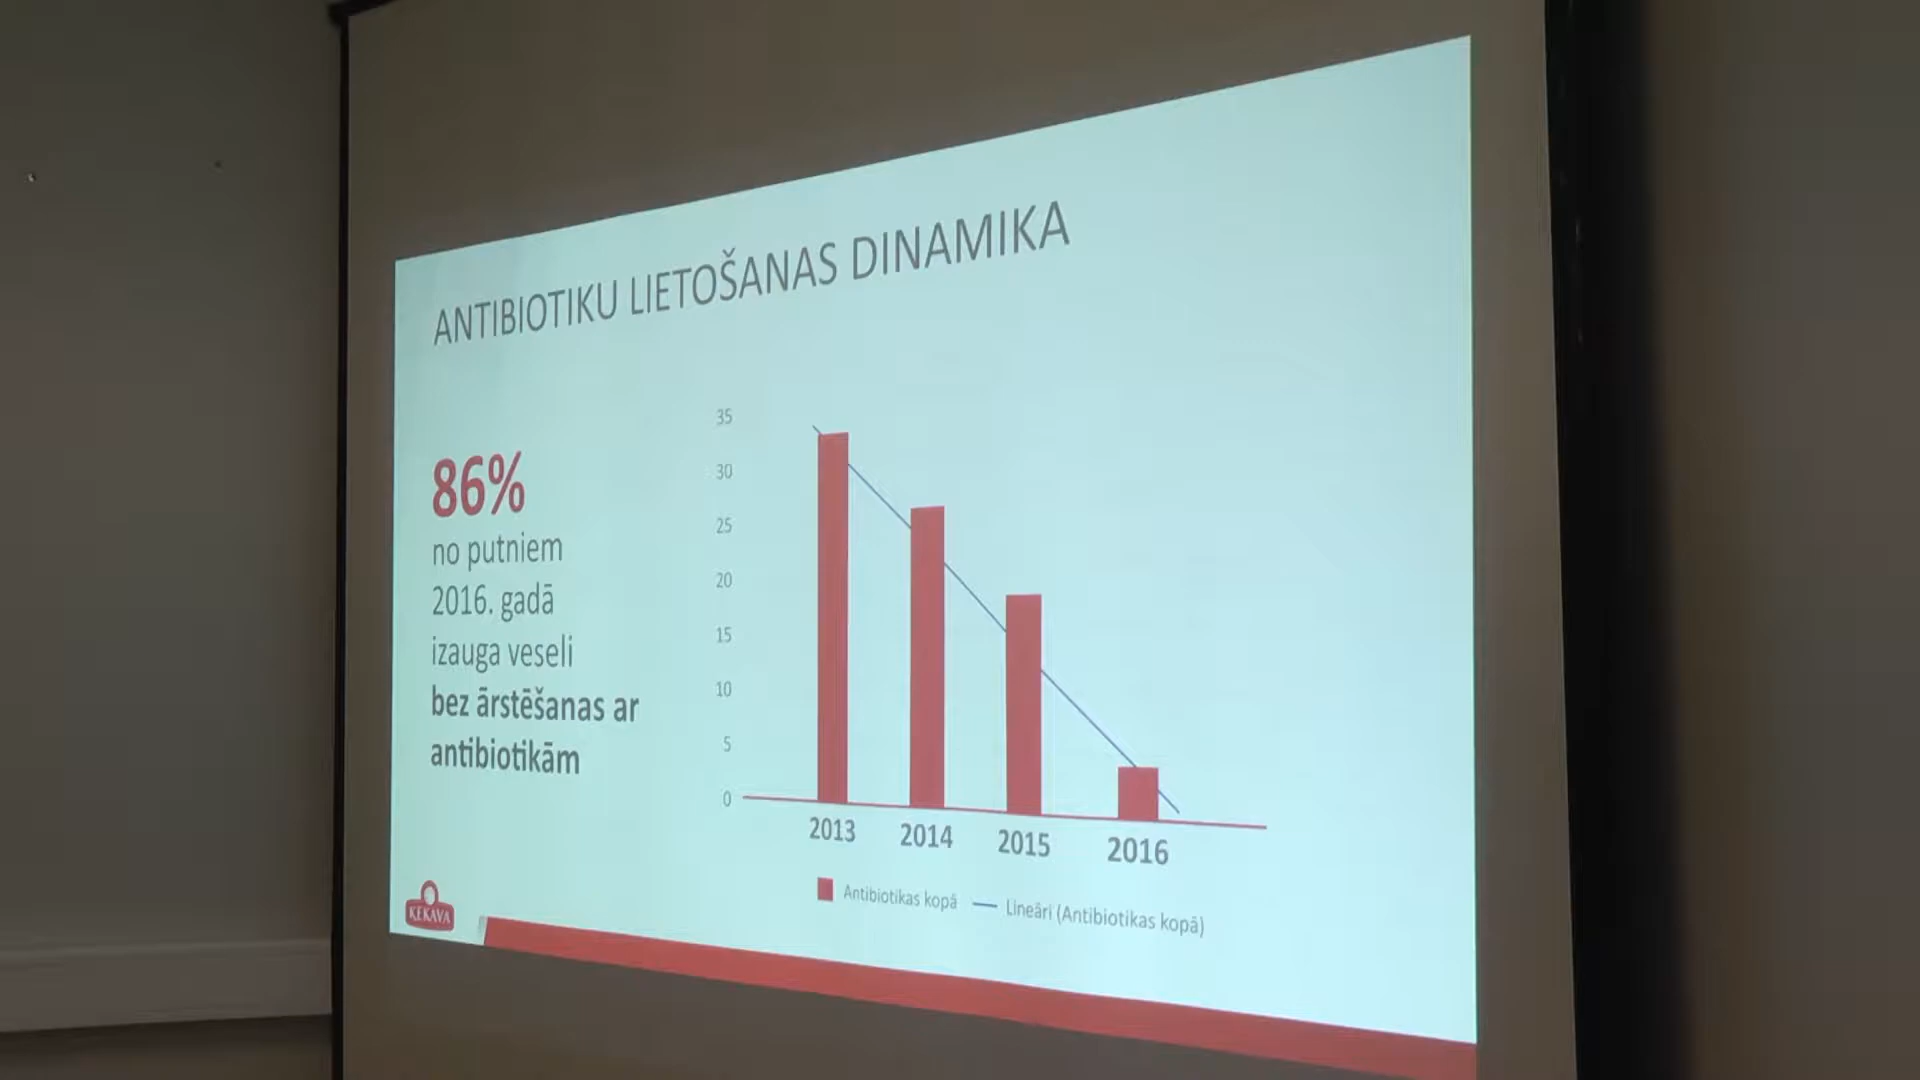 ANTIBIOTIKU LIETOŠANAS DINAMIKA
86%
no putniem
2016. gadā
izauga veseli
bez ārstēšanas ar
antibiotikām
35
30
25
20
15
10
5
0
2013 2014 2015 2016
Antibiotikas kopā Lineāri (Antibiotikas kopā)
ĶEKAVA